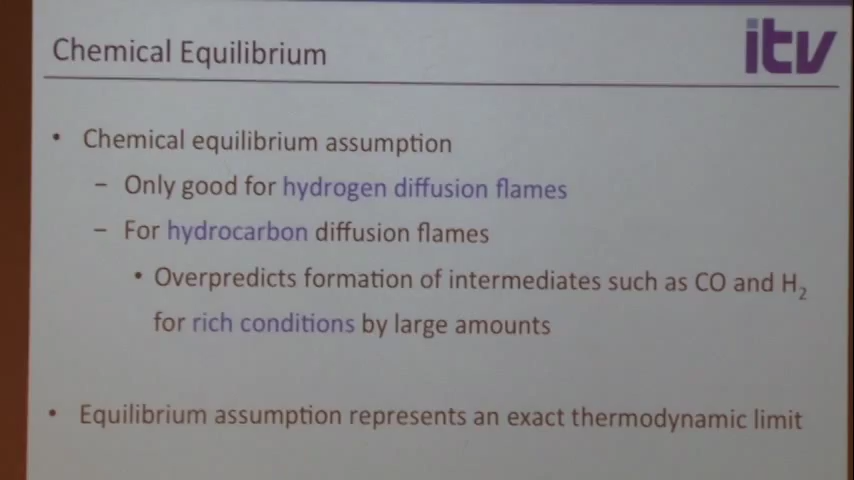 Chemical Equilibrium
itv
• Chemical equilibrium assumption
– Only good for hydrogen diffusion flames
– For hydrocarbon diffusion flames
• Overpredicts formation of intermediates such as CO and H₂
for rich conditions by large amounts
• Equilibrium assumption represents an exact thermodynamic limit